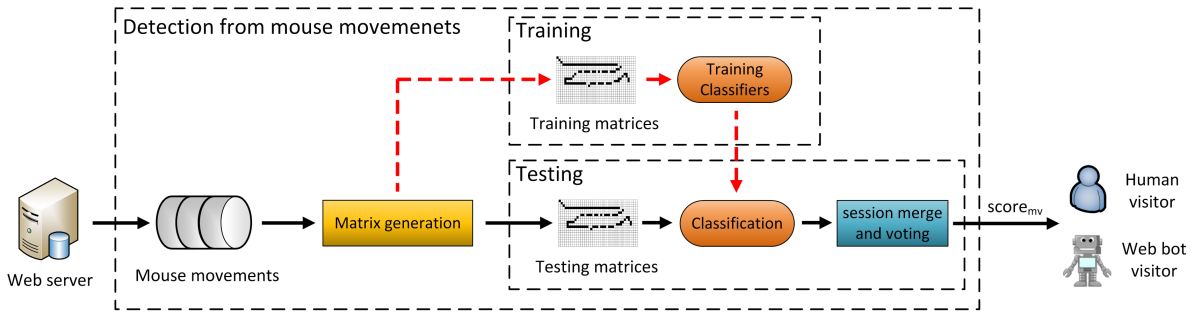 Detection from mouse movemenets
Training
Training
Classifiers
Training matrices
Testing
Web server
Mouse movements
Matrix generation
Testing matrices
Classification
session merge
and voting
score_mv
Human
visitor
Web bot
visitor